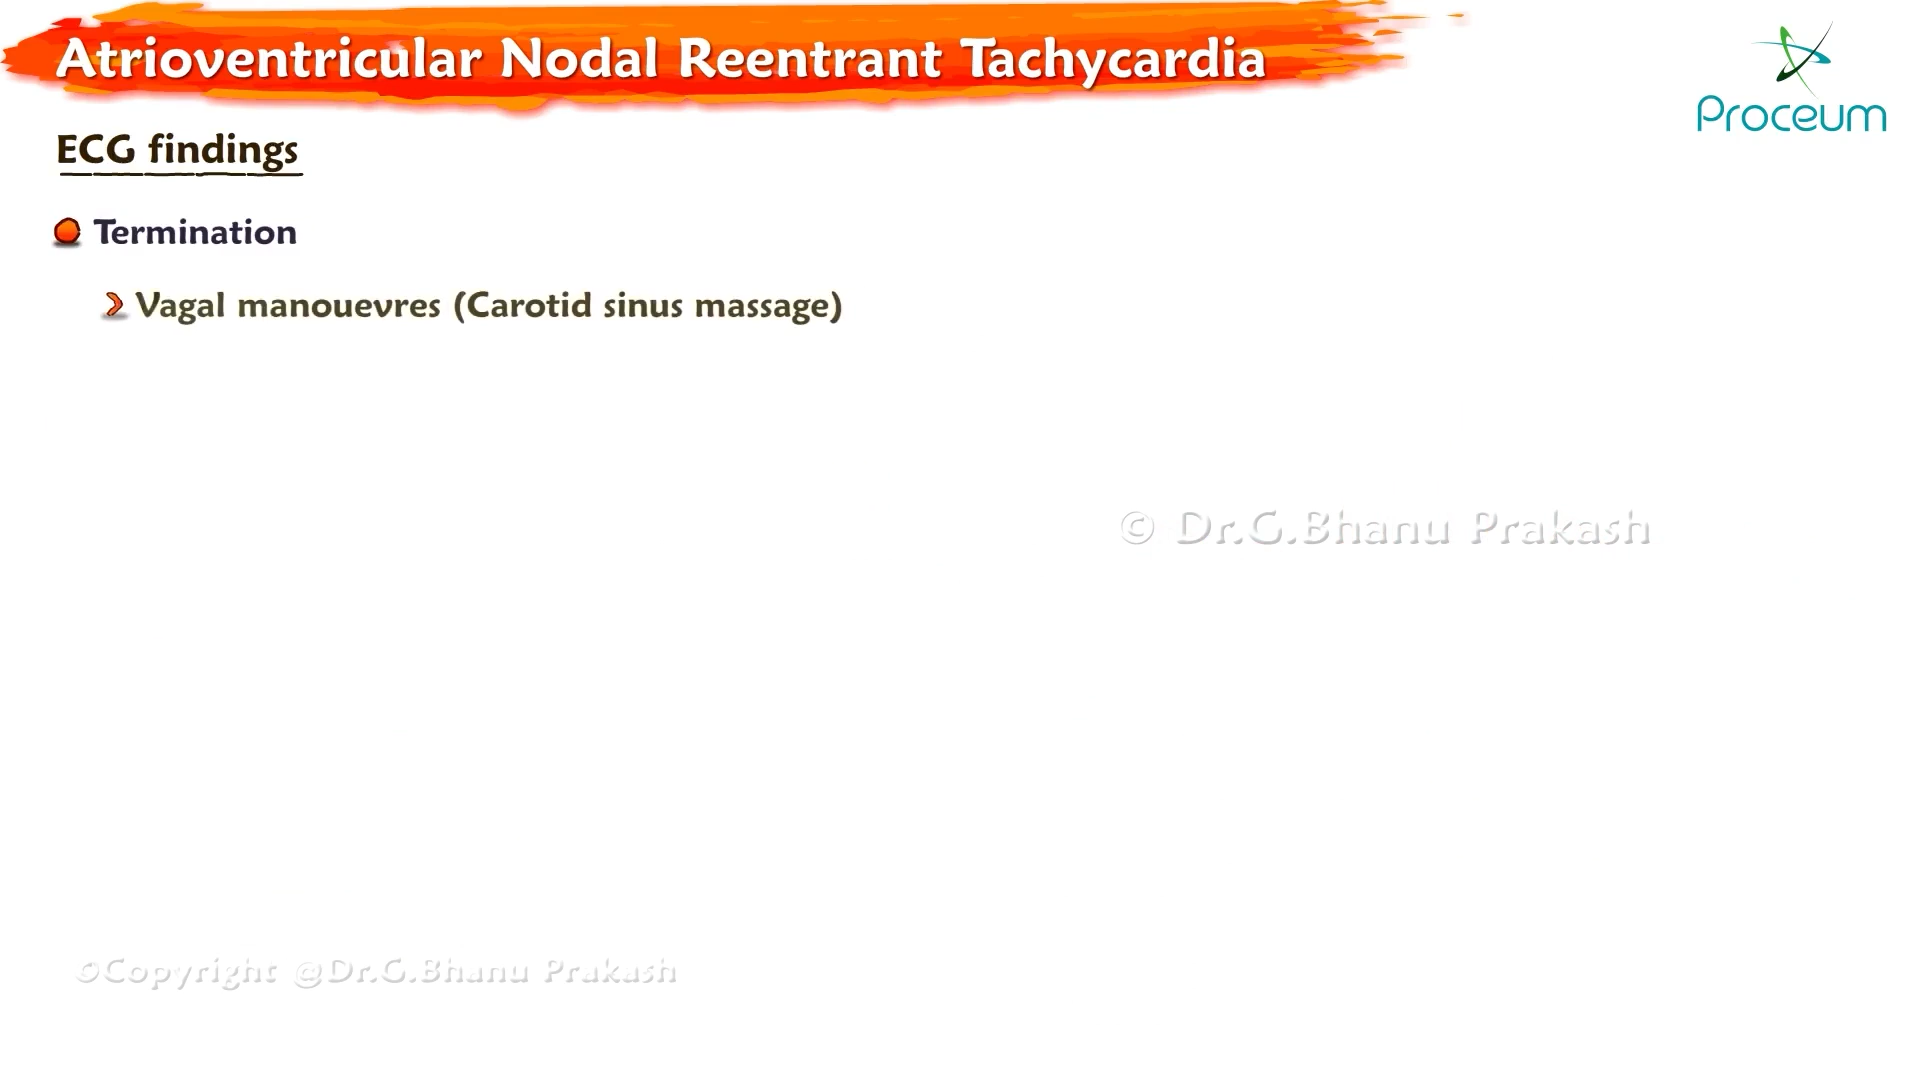 Atrioventricular Nodal Reentrant Tachycardia
Proceum
ECG findings
Termination
Vagal manouevres (Carotid sinus massage)
© Dr.G.Bhanu Prakash
©Copyright @Dr.G.Bhanu Prakash